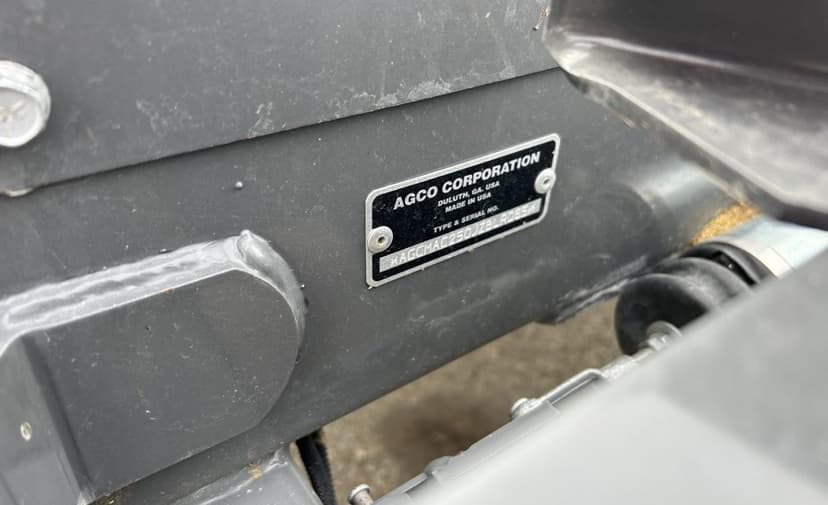 AGCO CORPORATION
DULUTH, GA. USA
MADE IN USA
TYPE & SERIAL NO.